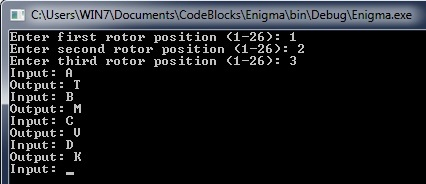 C:\Users\WIN7\Documents\CodeBlocks\Enigma\bin\Debug\Enigma.exe
Enter first rotor position (1-26): 1
Enter second rotor position (1-26): 2
Enter third rotor position (1-26): 3
Input: A
Output: T
Input: B
Output: M
Input: C
Output: V
Input: D
Output: K
Input: _